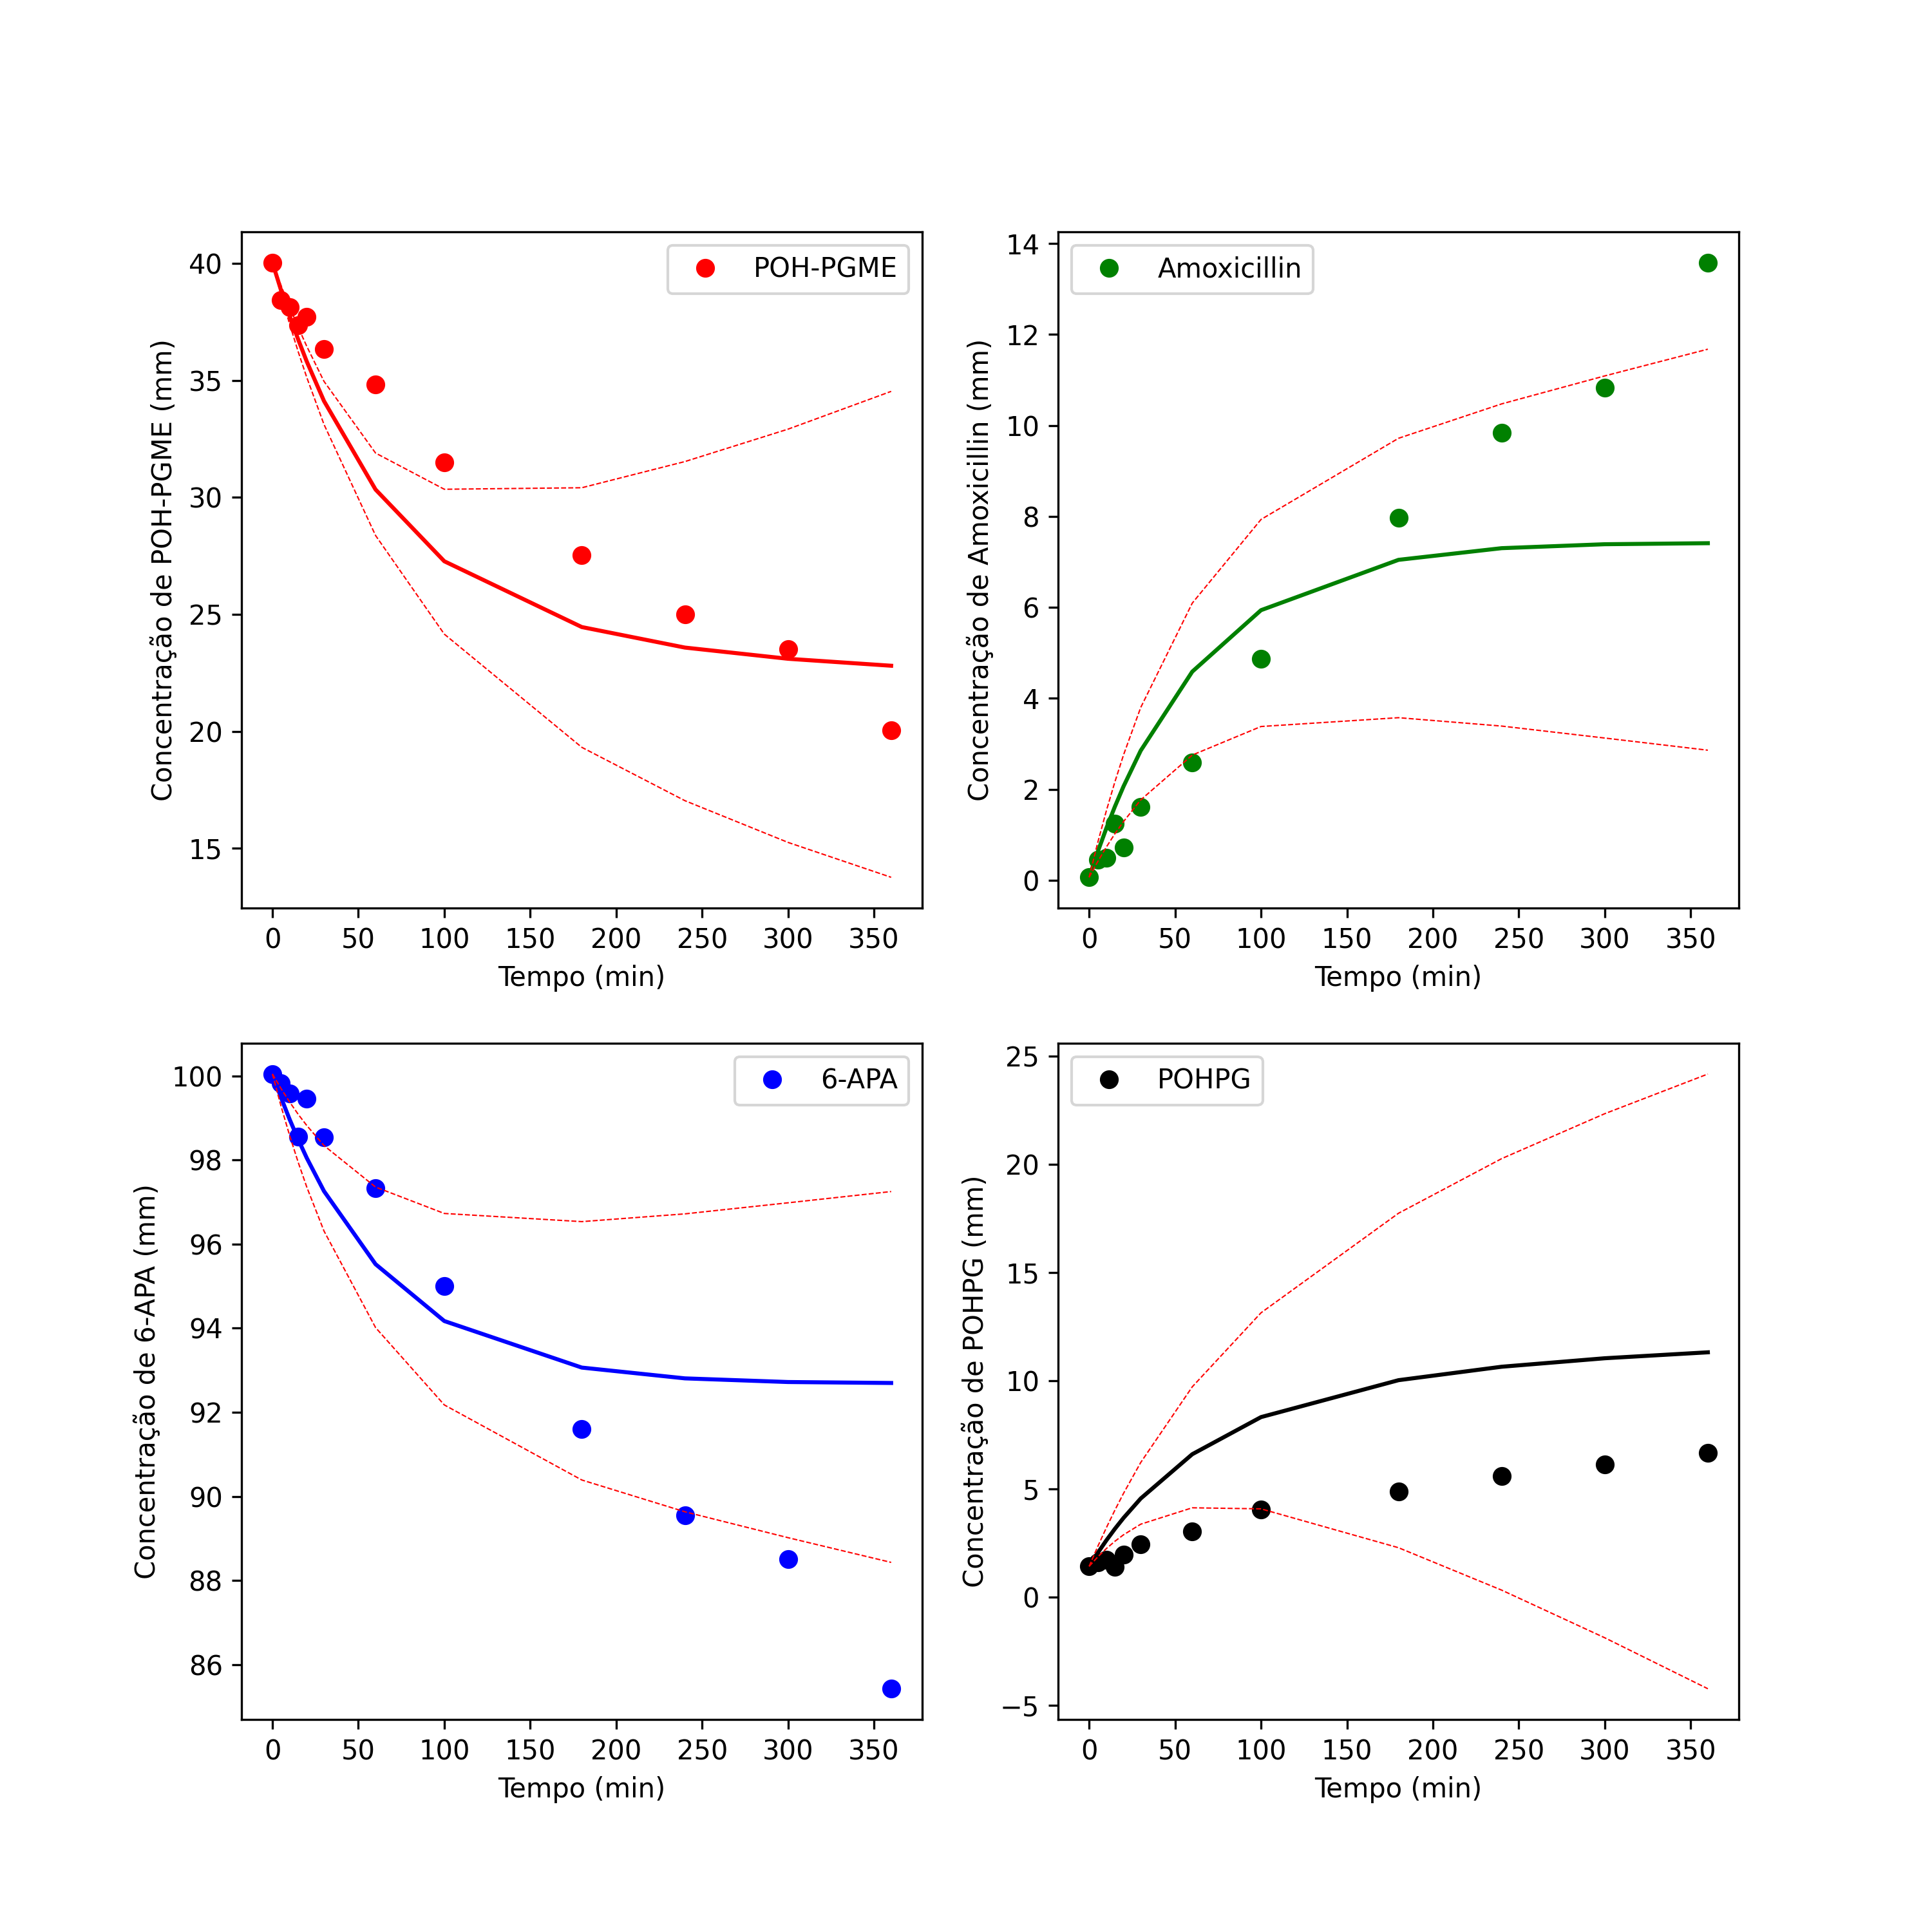 POH-PGME
Concentração de POH-PGME (mm)
40
35
30
25
20
15
0 50 100 150 200 250 300 350
Tempo (min)
Amoxicillin
Concentração de Amoxicillin (mm)
14
12
10
8
6
4
2
0
0 50 100 150 200 250 300 350
Tempo (min)
6-APA
Concentração de 6-APA (mm)
100
98
96
94
92
90
88
86
0 50 100 150 200 250 300 350
Tempo (min)
POHPG
Concentração de POHPG (mm)
25
20
15
10
5
0
−5
0 50 100 150 200 250 300 350
Tempo (min)